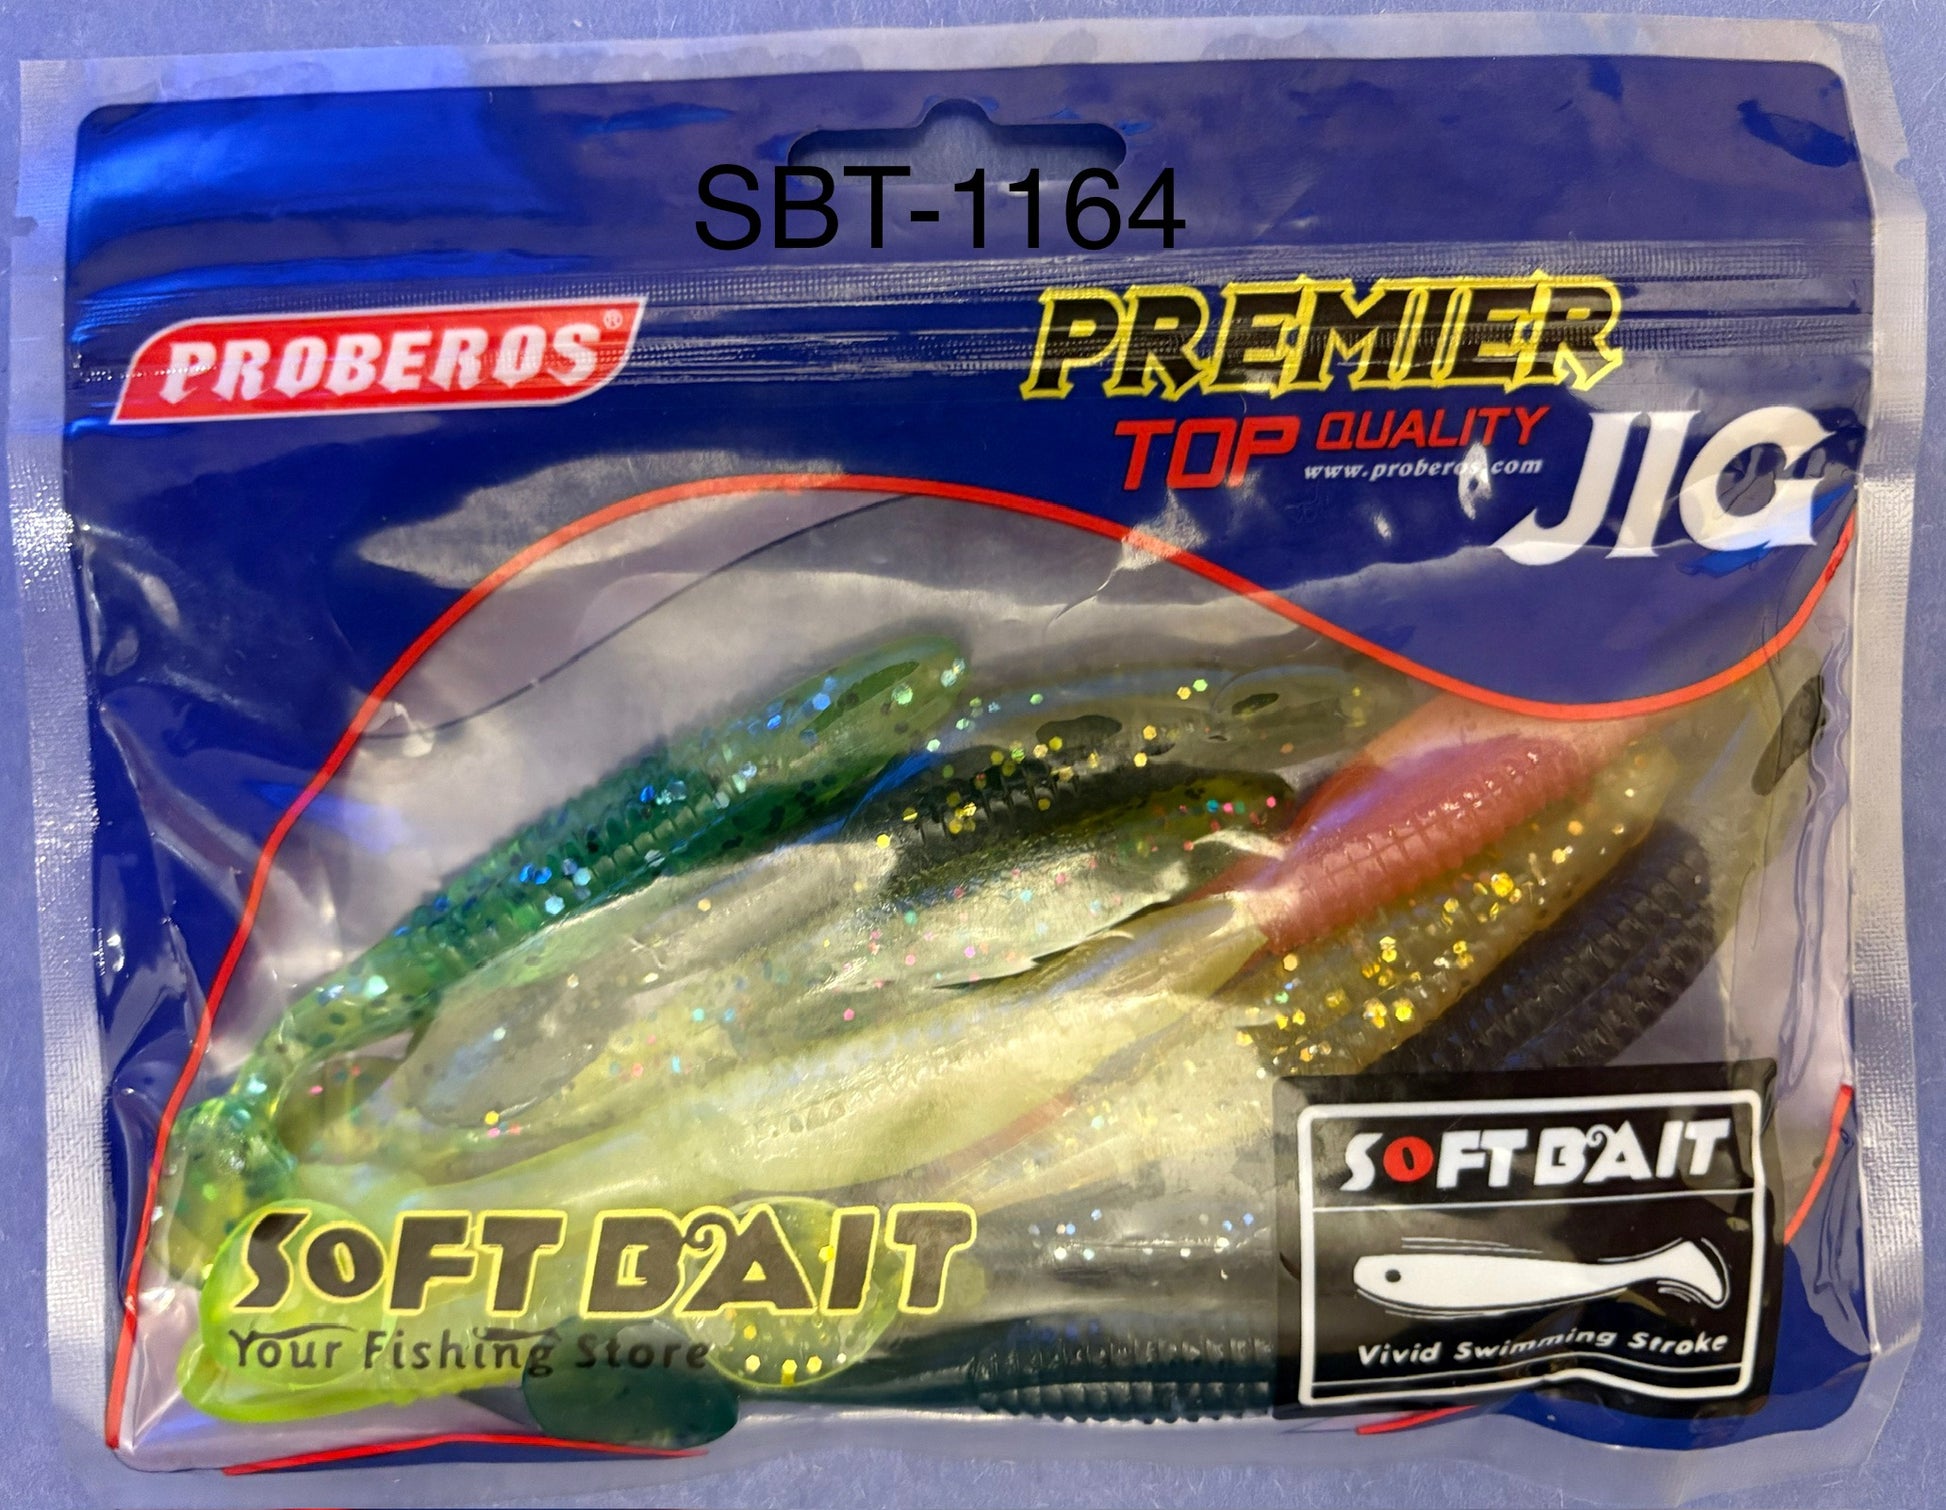 SBT-1164
PROBEROS®
PREMIER
TOP QUALITY
www.proberos.com
JIG
SOFT BAIT
Your Fishing Store
SOFT BAIT
Vivid Swimming Stroke